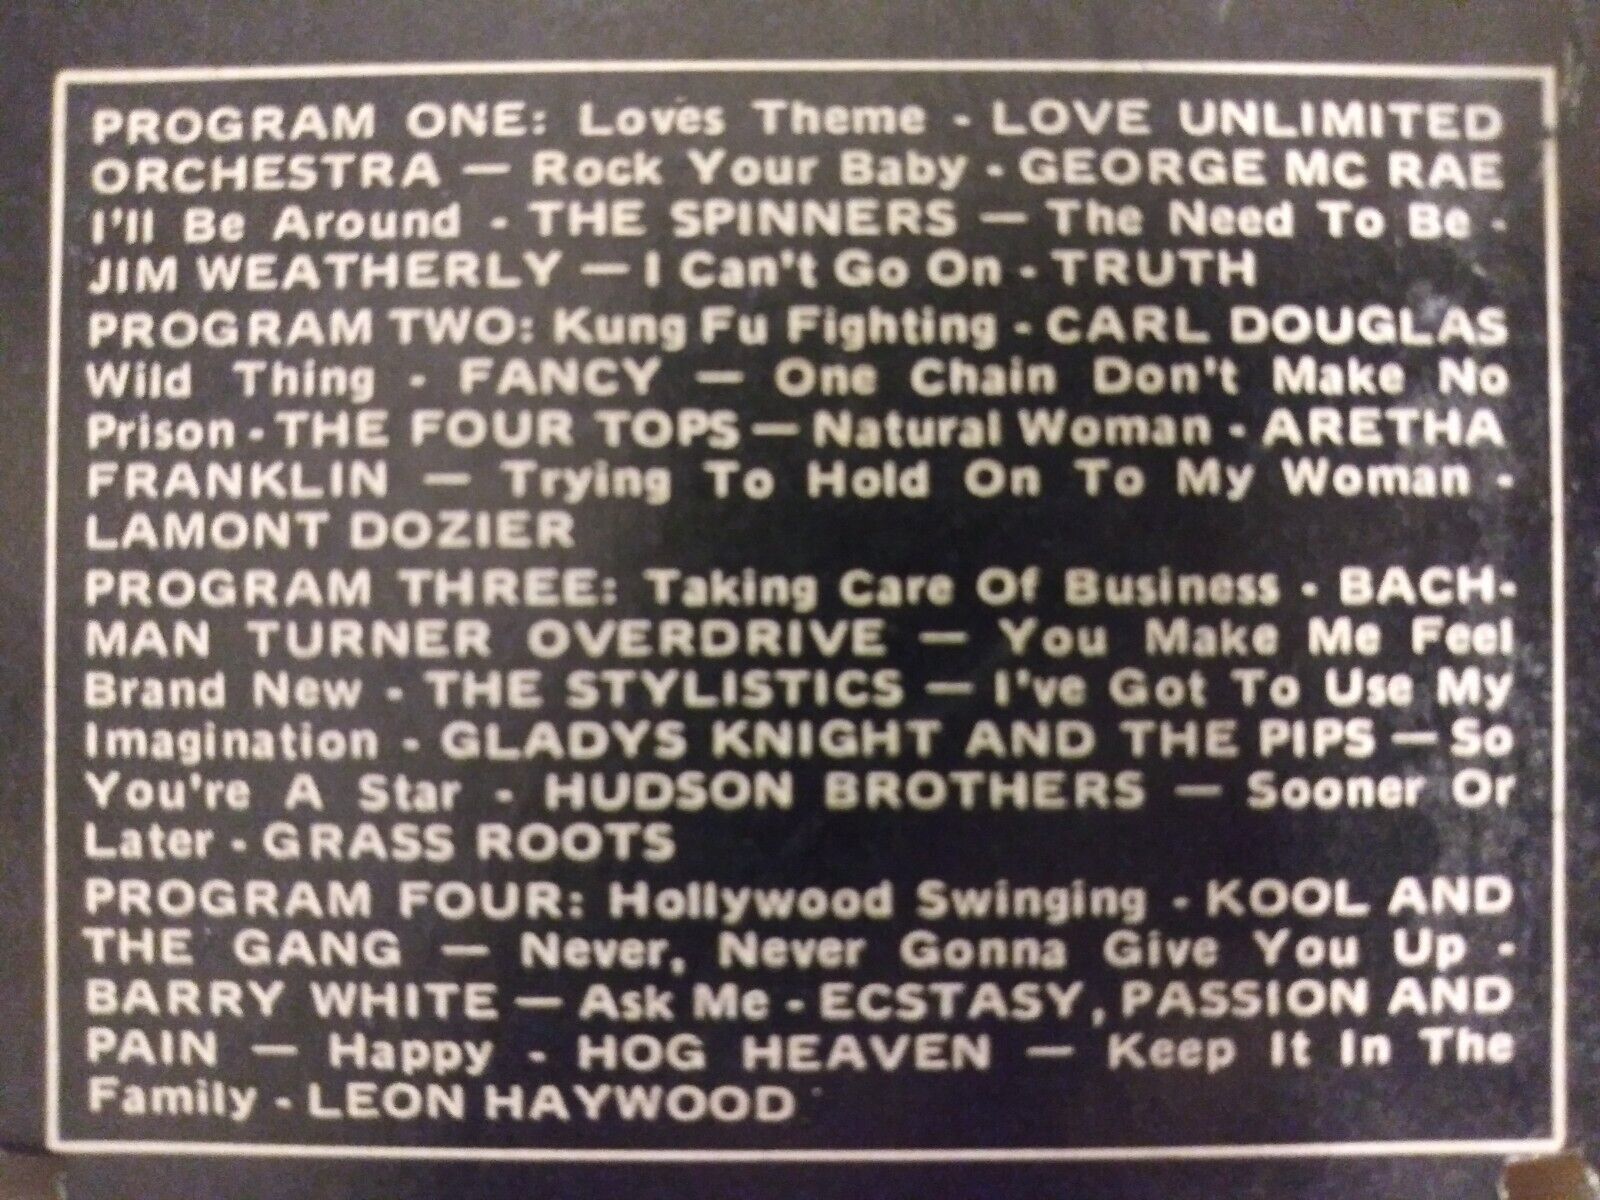 PROGRAM ONE: Loves Theme - LOVE UNLIMITED
ORCHESTRA — Rock Your Baby - GEORGE MC RAE
I'll Be Around - THE SPINNERS — The Need To Be -
JIM WEATHERLY — I Can't Go On - TRUTH
PROGRAM TWO: Kung Fu Fighting - CARL DOUGLAS
Wild Thing - FANCY — One Chain Don't Make No
Prison - THE FOUR TOPS — Natural Woman - ARETHA
FRANKLIN — Trying To Hold On To My Woman -
LAMONT DOZIER
PROGRAM THREE: Taking Care Of Business - BACH-
MAN TURNER OVERDRIVE — You Make Me Feel
Brand New - THE STYLISTICS — I've Got To Use My
Imagination - GLADYS KNIGHT AND THE PIPS — So
You're A Star - HUDSON BROTHERS — Sooner Or
Later - GRASS ROOTS
PROGRAM FOUR: Hollywood Swinging - KOOL AND
THE GANG — Never, Never Gonna Give You Up -
BARRY WHITE — Ask Me - ECSTASY, PASSION AND
PAIN — Happy - HOG HEAVEN — Keep It In The
Family - LEON HAYWOOD